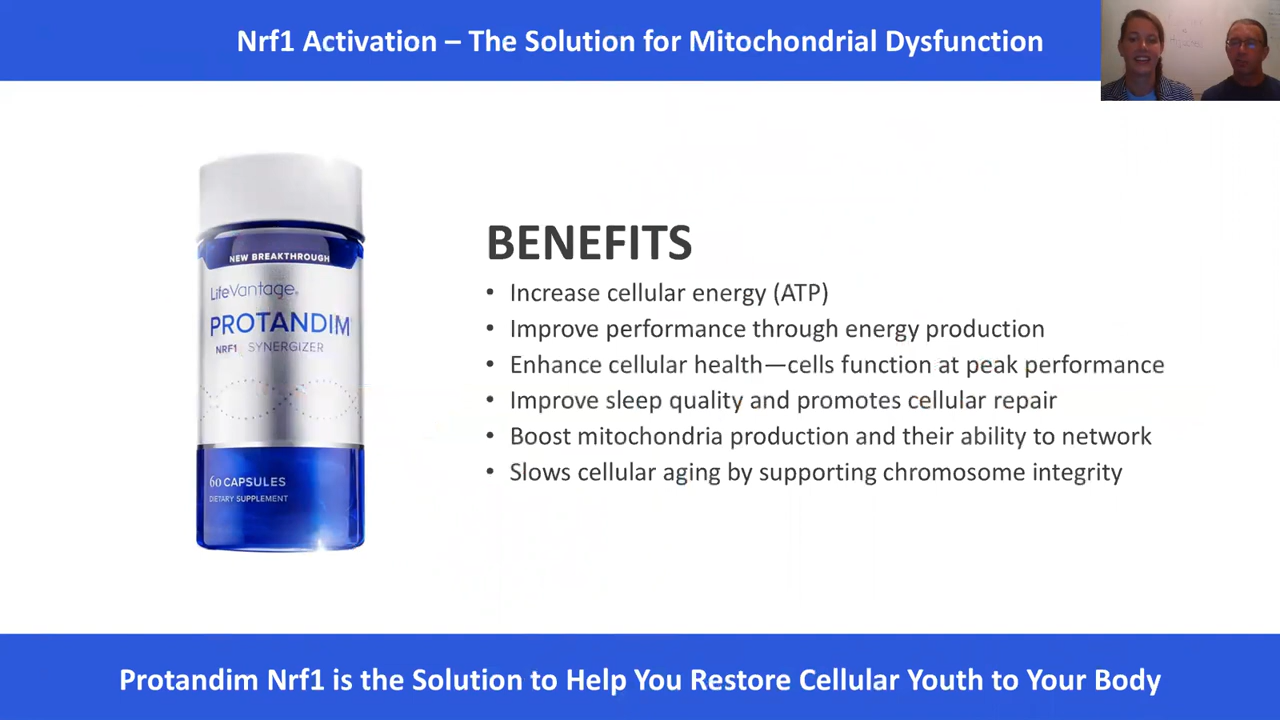 Nrf1 Activation – The Solution for Mitochondrial Dysfunction
NEW BREAKTHROUGH
LifeVantage®
PROTANDIM
NRF1 SYNERGIZER
60 CAPSULES
DIETARY SUPPLEMENT
BENEFITS
• Increase cellular energy (ATP)
• Improve performance through energy production
• Enhance cellular health—cells function at peak performance
• Improve sleep quality and promotes cellular repair
• Boost mitochondria production and their ability to network
• Slows cellular aging by supporting chromosome integrity
Protandim Nrf1 is the Solution to Help You Restore Cellular Youth to Your Body